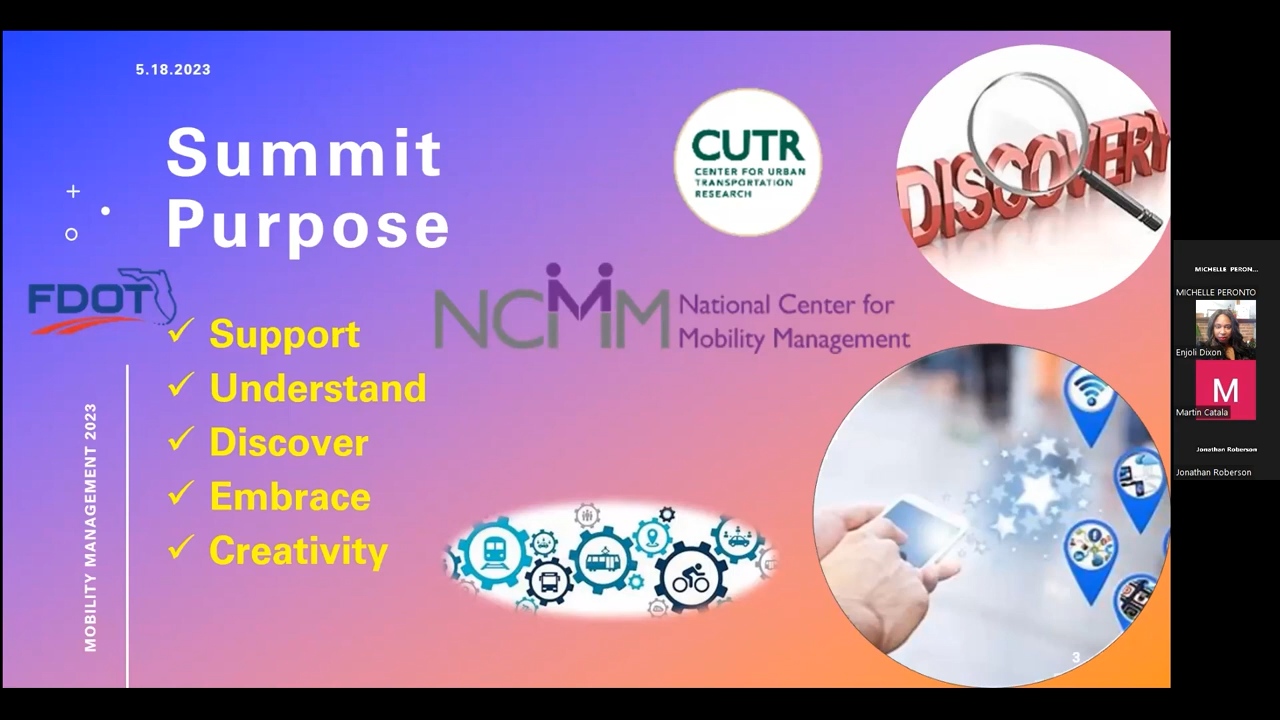 5.18.2023
Summit
Purpose
CUTR
CENTER FOR URBAN
TRANSPORTATION
RESEARCH
DISCOVERY
FDOT
NCMM National Center for
Mobility Management
✓ Support
✓ Understand
✓ Discover
✓ Embrace
✓ Creativity
MOBILITY MANAGEMENT 2023
3
MICHELLE PERON...
MICHELLE PERONTO
Enjoli Dixon
M
Martin Catala
Jonathan Roberson
Jonathan Roberson